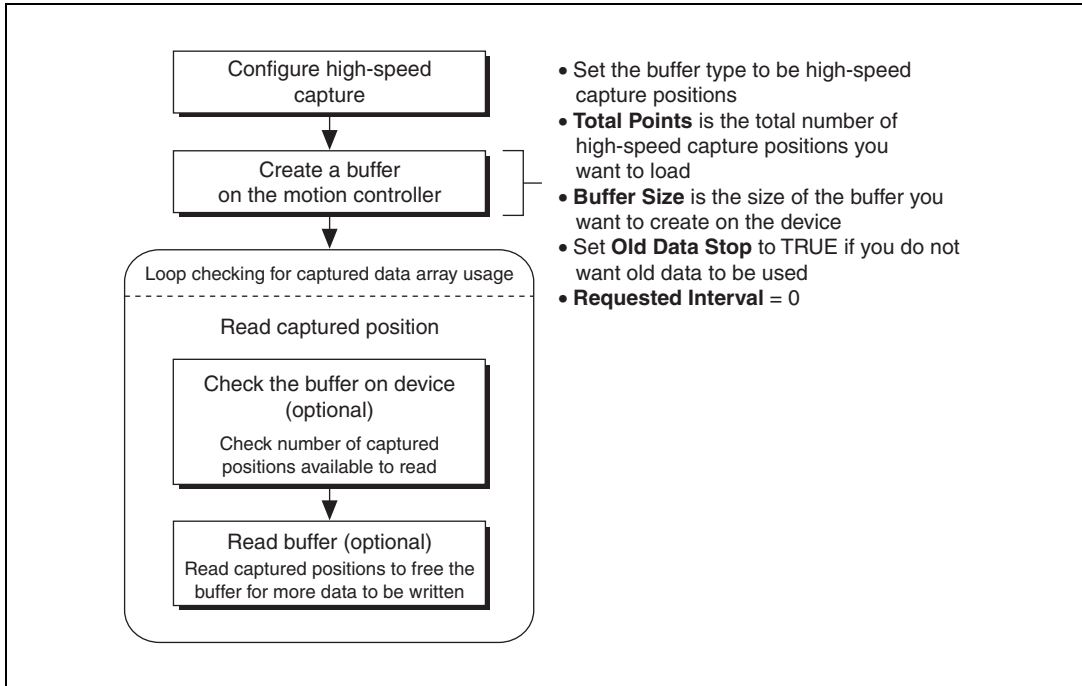 Configure high-speed
capture
Create a buffer
on the motion controller
• Set the buffer type to be high-speed
capture positions
• Total Points is the total number of
high-speed capture positions you
want to load
• Buffer Size is the size of the buffer you
want to create on the device
• Set Old Data Stop to TRUE if you do not
want old data to be used
• Requested Interval = 0
Loop checking for captured data array usage
Read captured position
Check the buffer on device
(optional)
Check number of captured
positions available to read
Read buffer (optional)
Read captured positions to free the
buffer for more data to be written